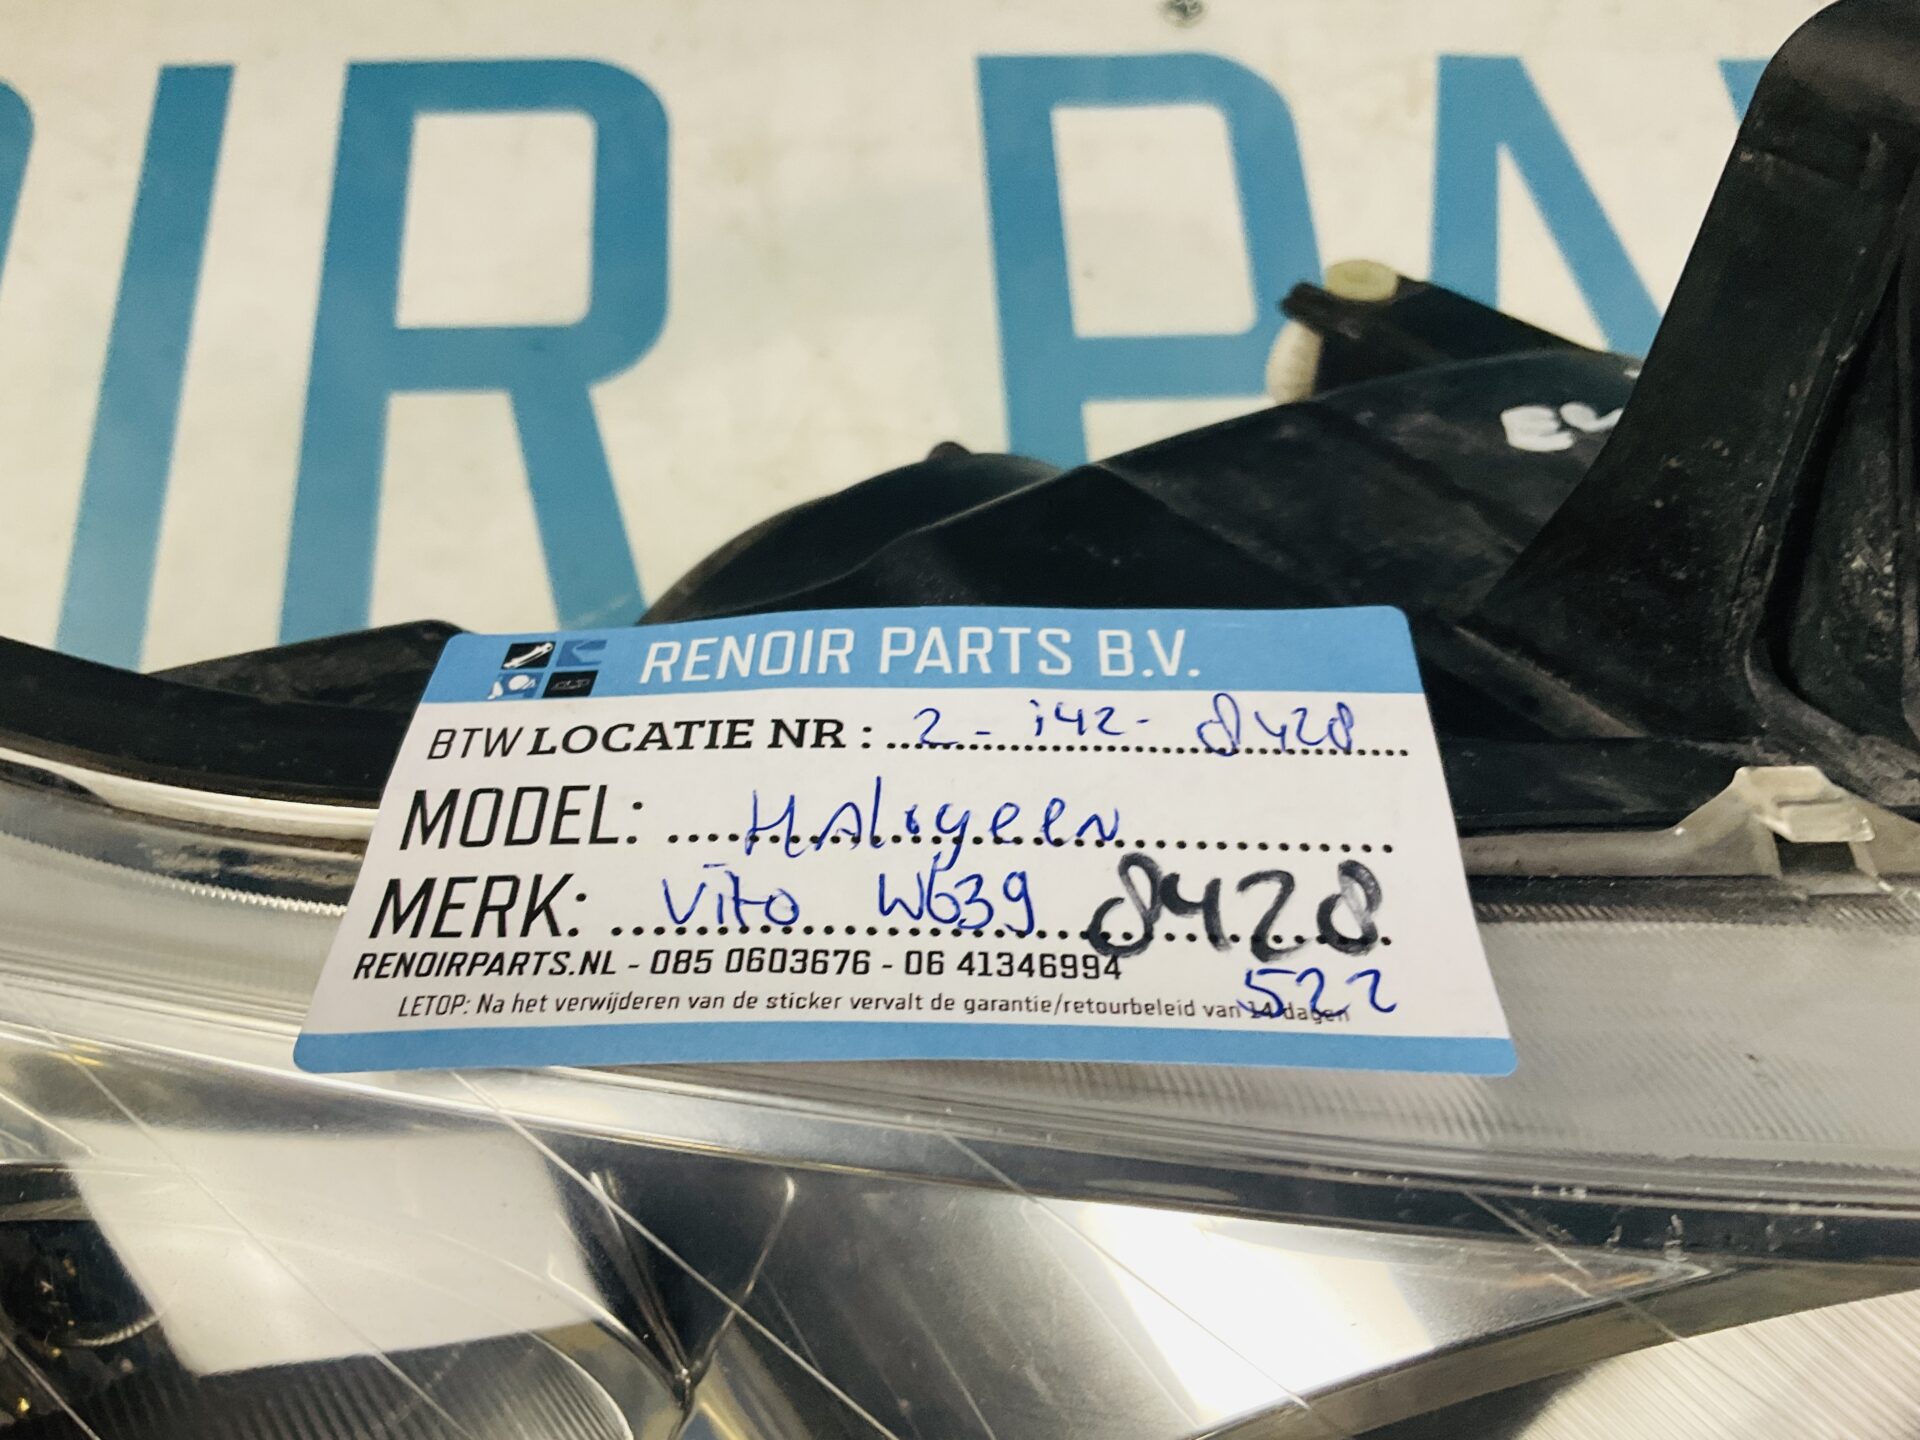 RENOIR PARTS B.V.
BTW LOCATIE NR : 2 - i42 - 8428
MODEL: HAlogeen
MERK: Vito W639 8428
RENOIRPARTS.NL - 085 0603676 - 06 41346994
522
LETOP: Na het verwijderen van de sticker vervalt de garantie/retourbeleid van 14 dagen